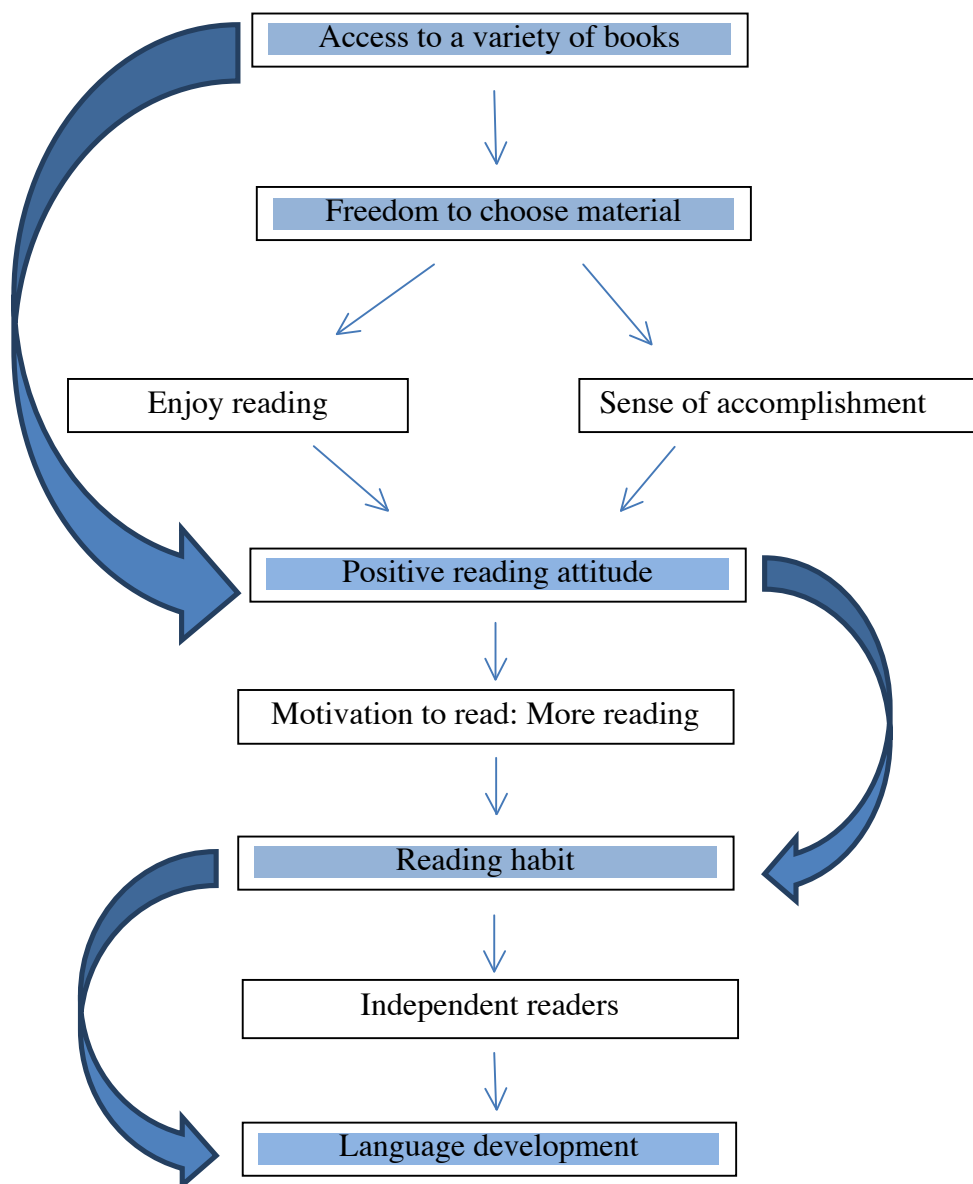 Access to a variety of books
Freedom to choose material
Enjoy reading
Sense of accomplishment
Positive reading attitude
Motivation to read: More reading
Reading habit
Independent readers
Language development